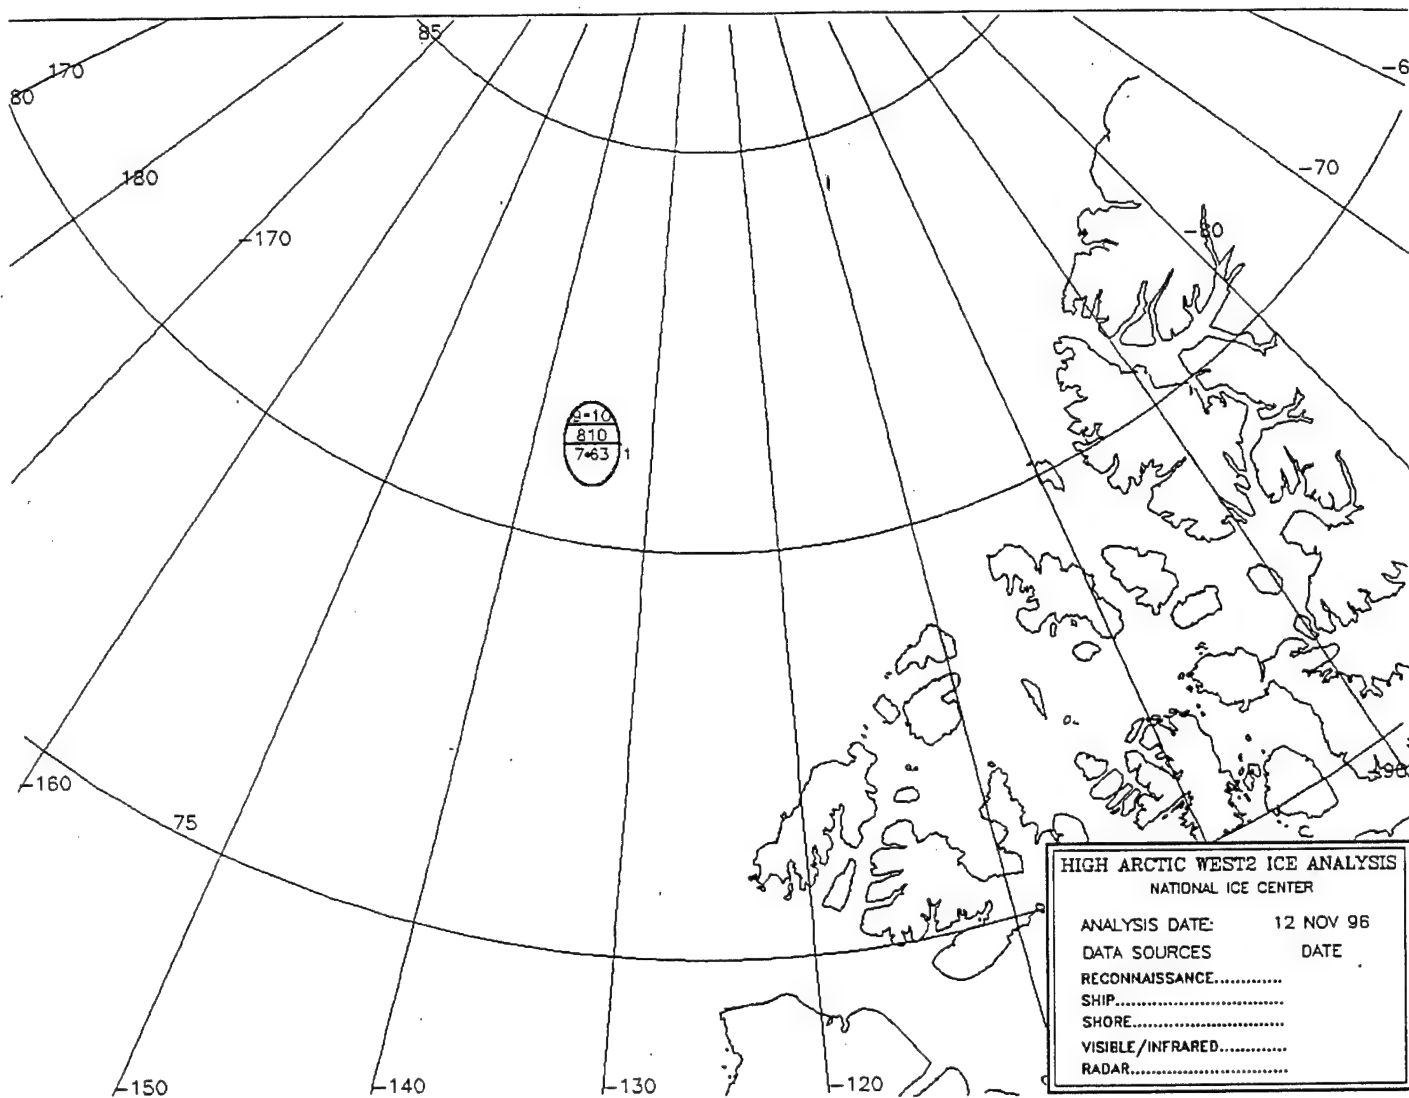 85
170
80
-6
180
-70
-170
-80
9-10
810
7•63 1
-160
75
-90
-150
-140
-130
-120
HIGH ARCTIC WEST2 ICE ANALYSIS
NATIONAL ICE CENTER
ANALYSIS DATE: 12 NOV 96
DATA SOURCES DATE
RECONNAISSANCE.............
SHIP................................
SHORE.............................
VISIBLE/INFRARED.............
RADAR..............................